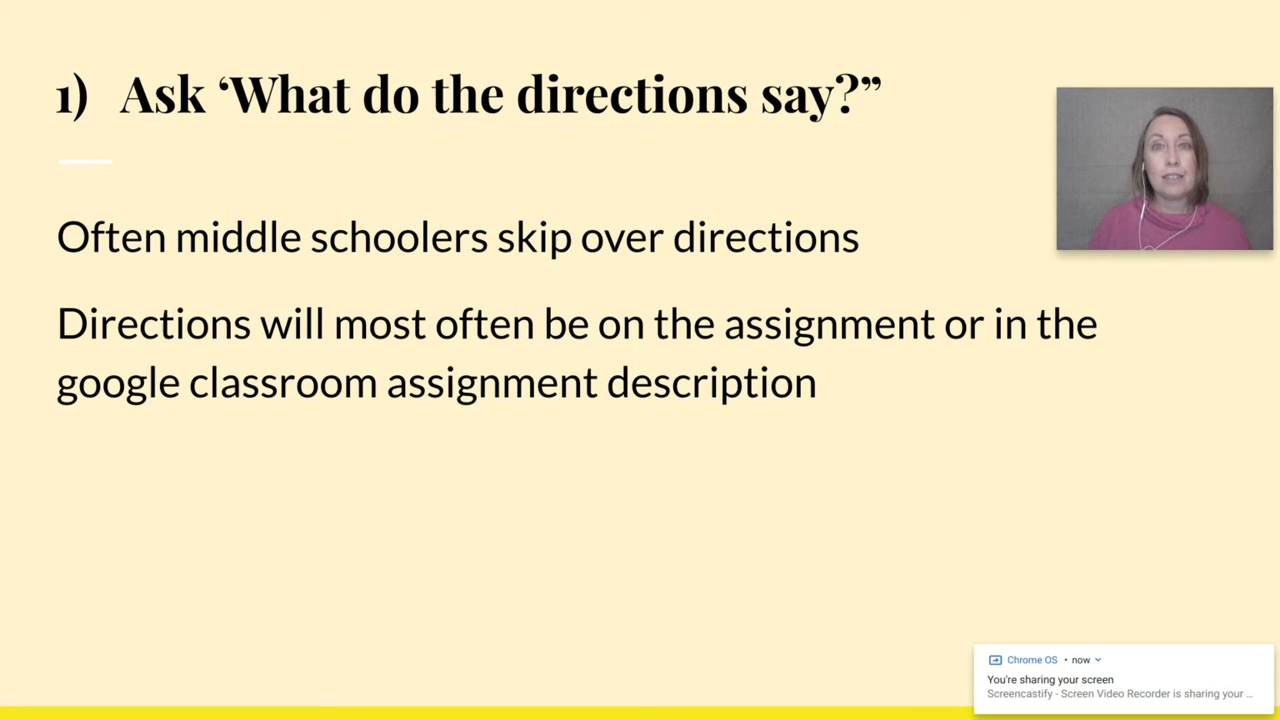 1) Ask ‘What do the directions say?”
Often middle schoolers skip over directions
Directions will most often be on the assignment or in the
google classroom assignment description
Chrome OS • now
You're sharing your screen
Screencastify - Screen Video Recorder is sharing your ...